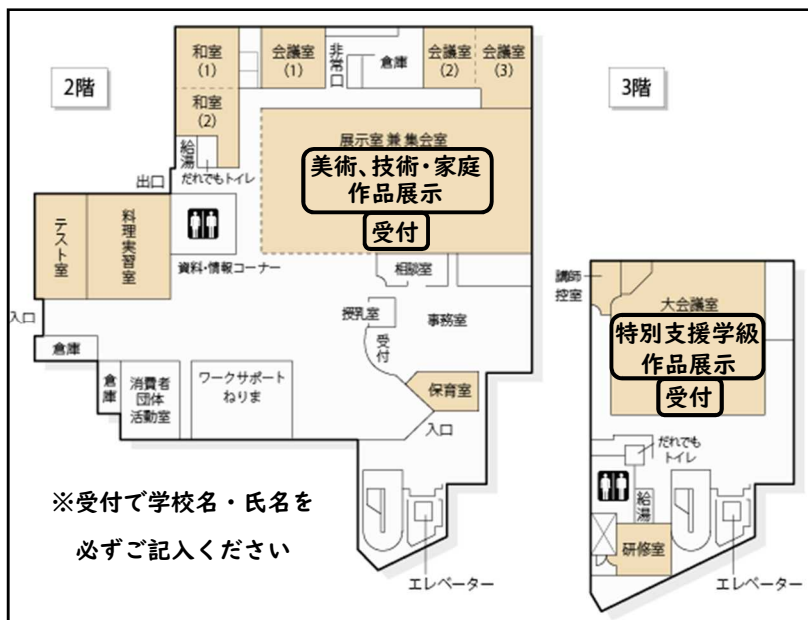 2階
和室
(1)
会議室
(1)
非常口
倉庫
会議室
(2)
会議室
(3)
和室
(2)
給湯
だれでもトイレ
出口
展示室 兼 集会室
美術、技術・家庭
作品展示
受付
テスト室
料理実習室
資料・情報コーナー
相談室
入口
授乳室
事務室
受付
倉庫
倉庫
消費者
団体
活動室
ワークサポート
ねりま
保育室
入口
※受付で学校名・氏名を
必ずご記入ください
エレベーター
3階
講師
控室
大会議室
特別支援学級
作品展示
受付
だれでも
トイレ
給湯
研修室
エレベーター